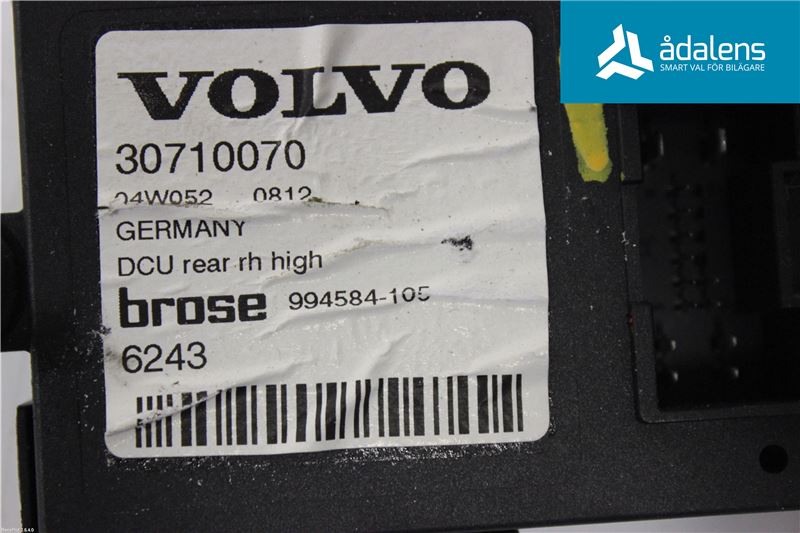 ådalens
SMART VAL FÖR BILÄGARE
VOLVO
30710070
04W052 0812
GERMANY
DCU rear rh high
brose 994584-105
6243